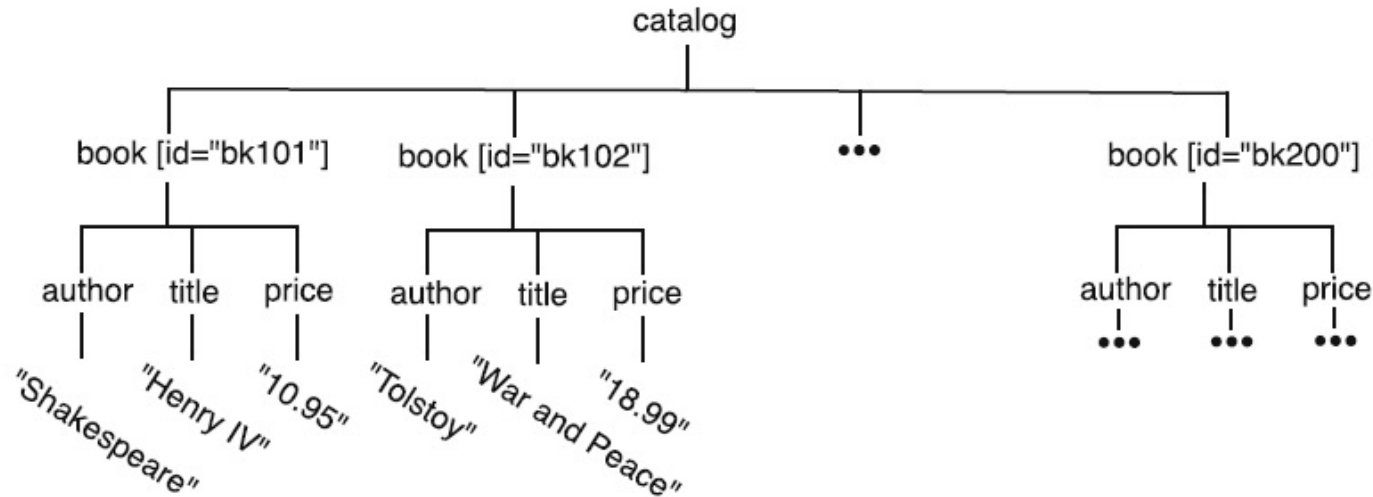 catalog
book [id="bk101"] book [id="bk102"] ••• book [id="bk200"]
author title price author title price author title price
"Shakespeare" "Henry IV" "10.95" "Tolstoy" "War and Peace" "18.99" ••• ••• •••